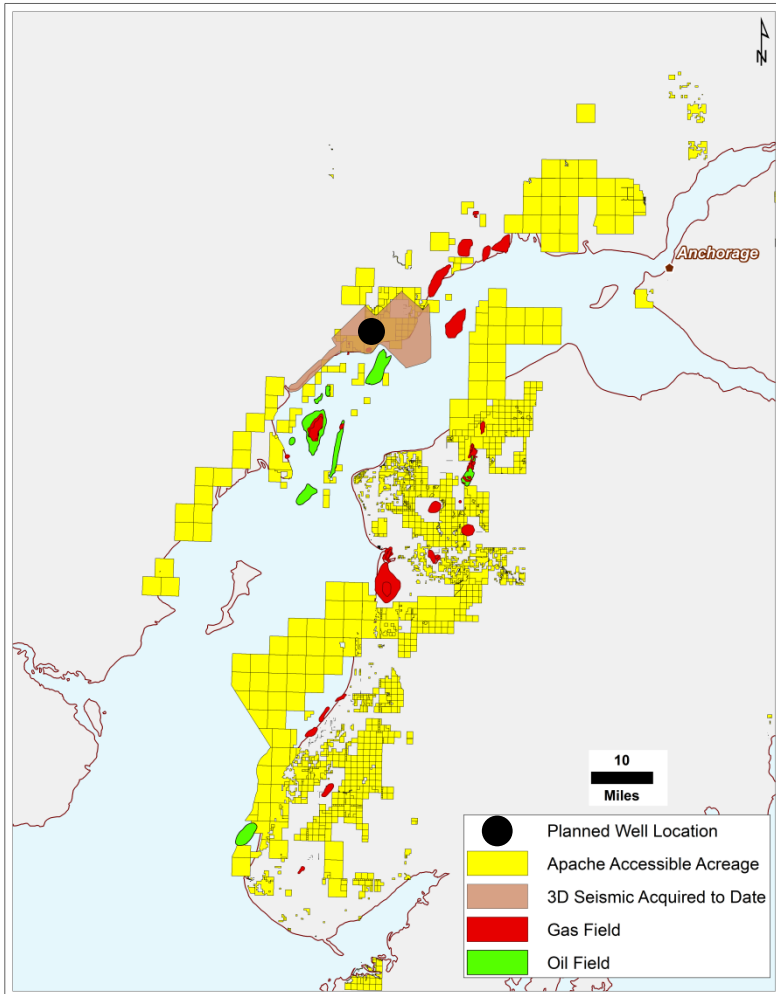 N
Anchorage
10
Miles
Planned Well Location
Apache Accessible Acreage
3D Seismic Acquired to Date
Gas Field
Oil Field